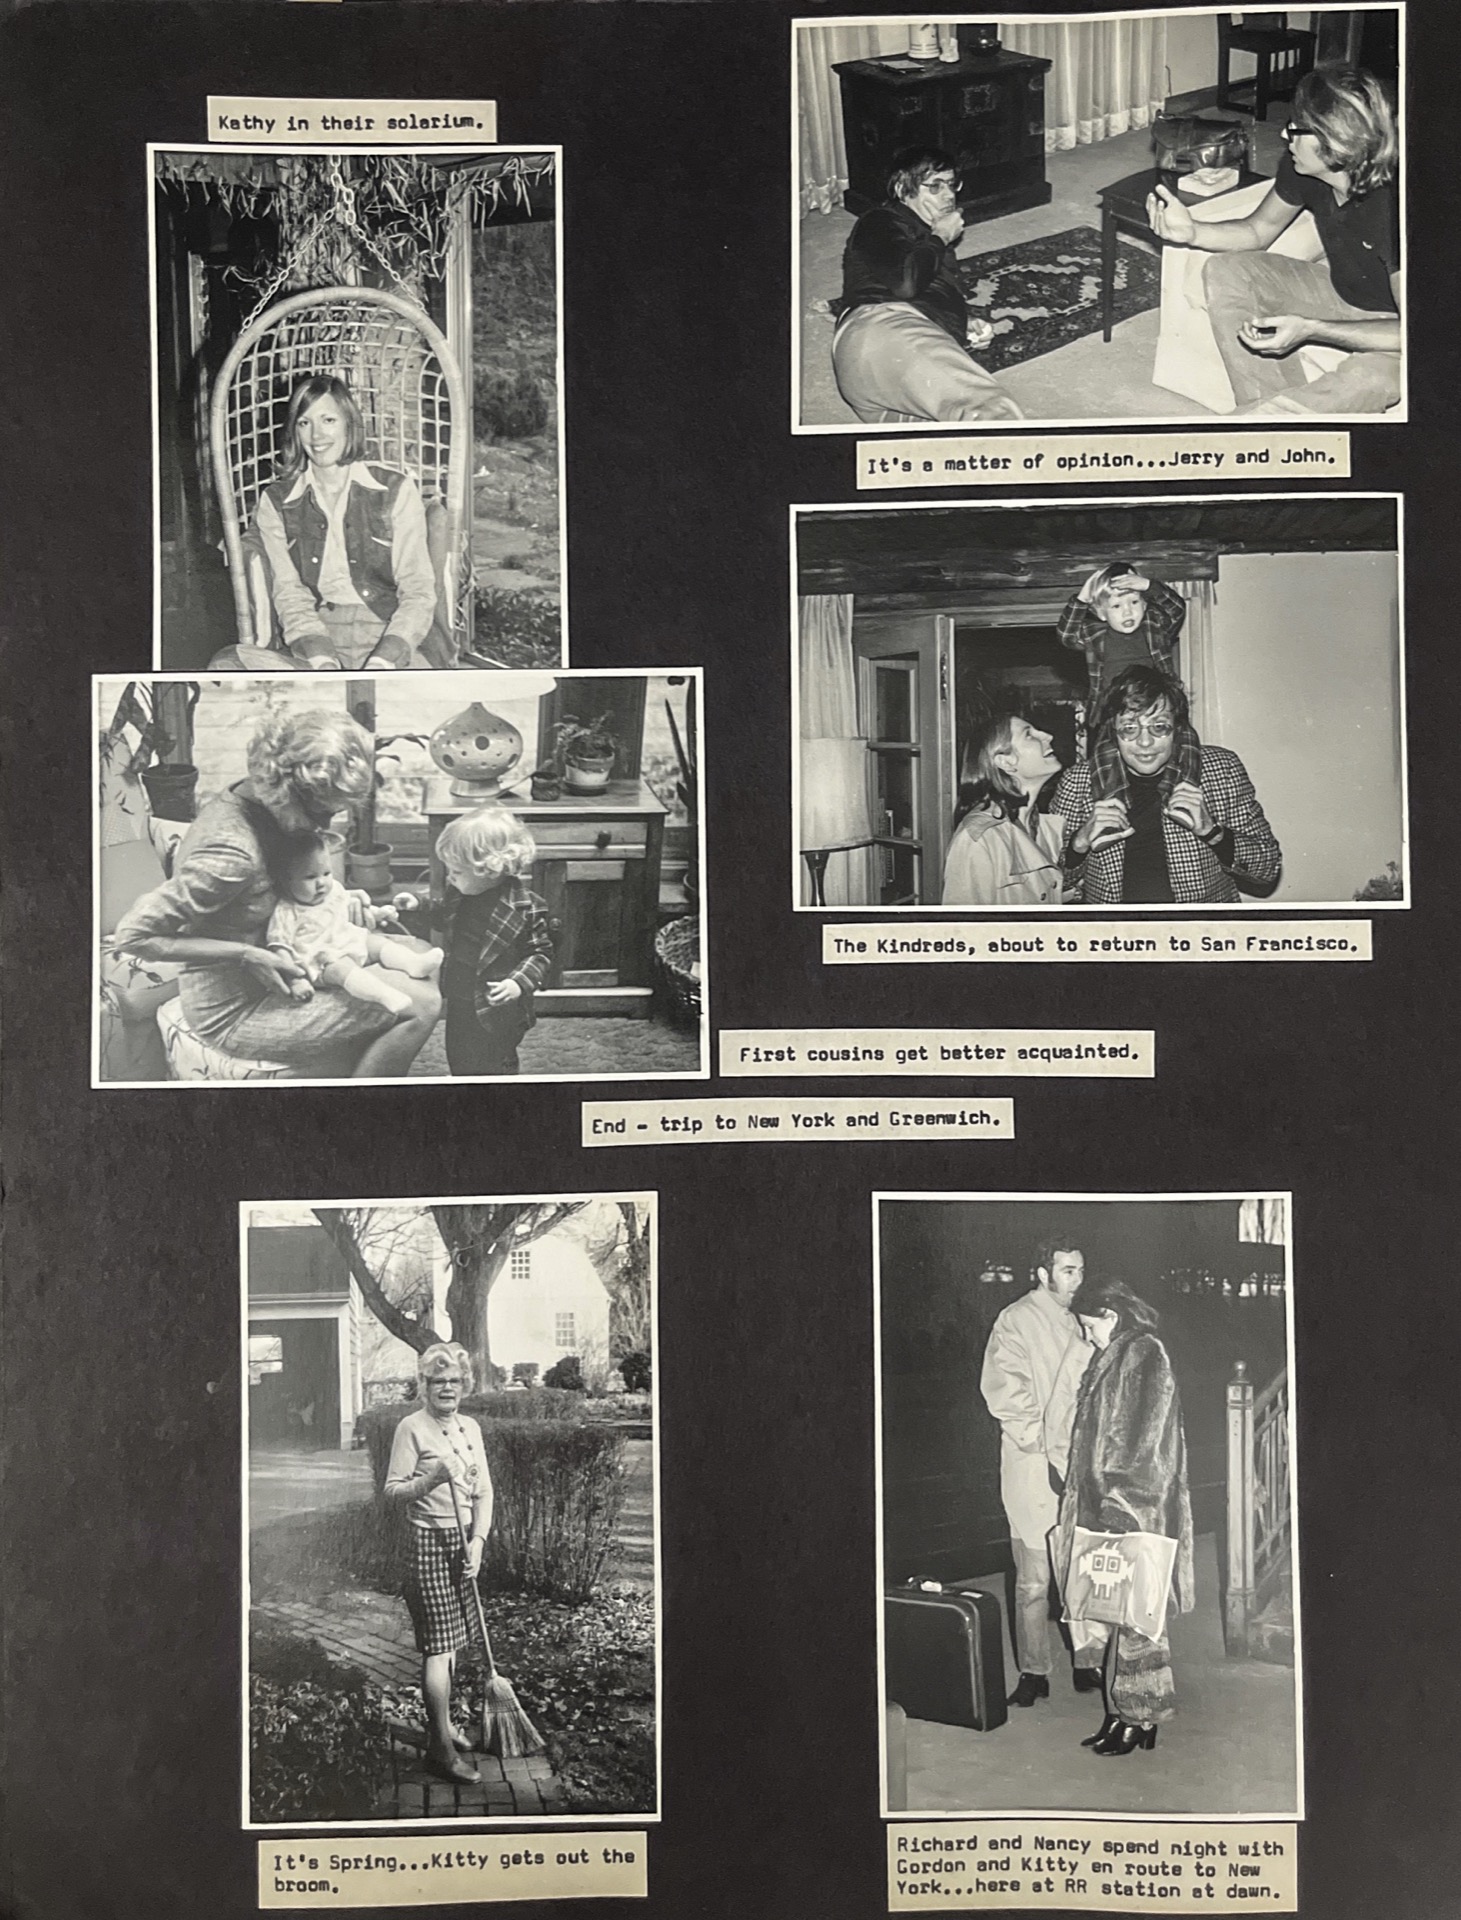 Kathy in their solarium.
It's a matter of opinion...Jerry and John.
The Kindreds, about to return to San Francisco.
First cousins get better acquainted.
End - trip to New York and Greenwich.
It's Spring...Kitty gets out the
broom.
Richard and Nancy spend night with
Gordon and Kitty en route to New
York...here at RR station at dawn.